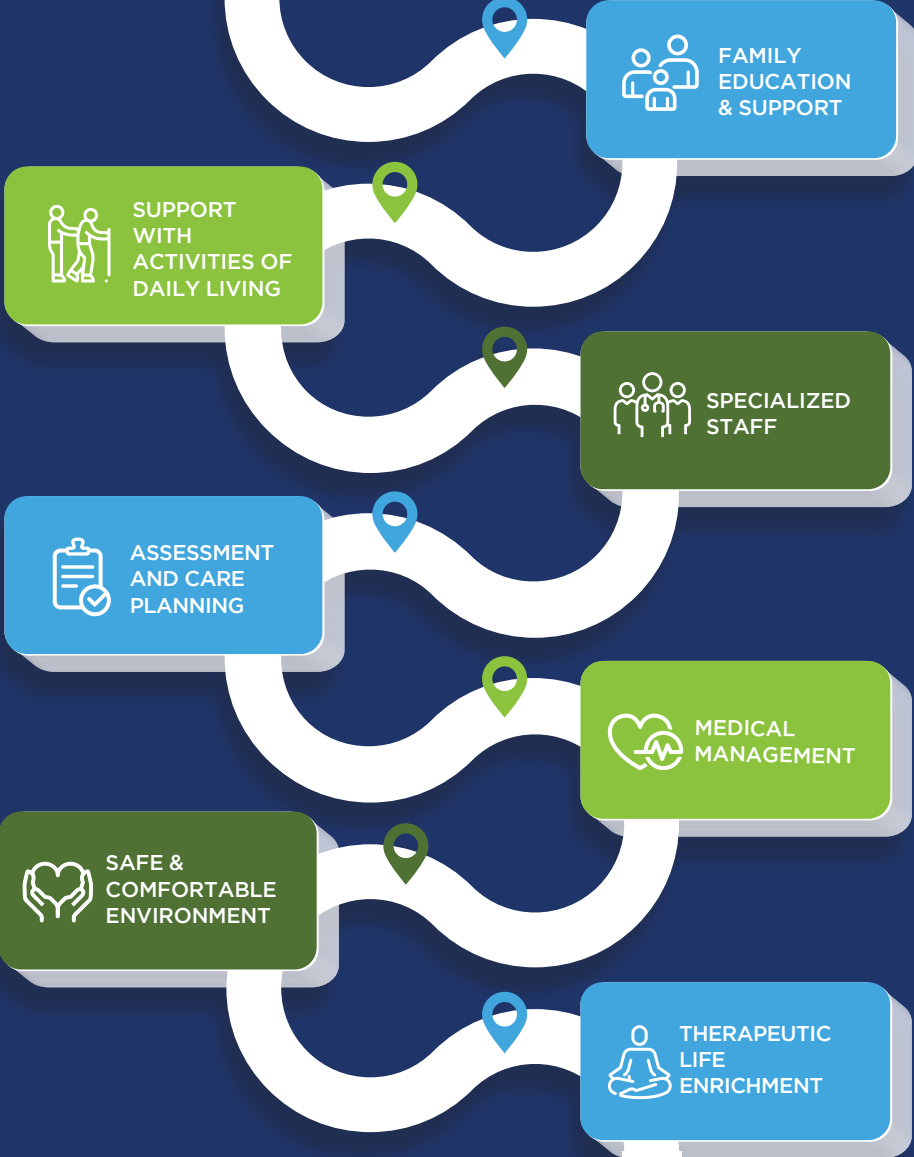 FAMILY
EDUCATION
& SUPPORT
SUPPORT
WITH
ACTIVITIES OF
DAILY LIVING
SPECIALIZED
STAFF
ASSESSMENT
AND CARE
PLANNING
MEDICAL
MANAGEMENT
SAFE &
COMFORTABLE
ENVIRONMENT
THERAPEUTIC
LIFE
ENRICHMENT